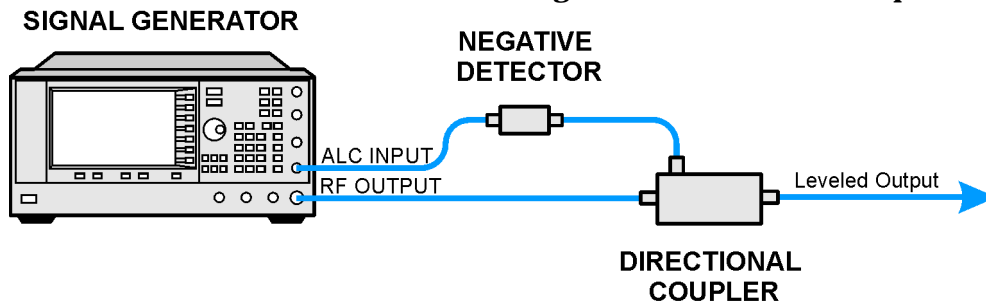 SIGNAL GENERATOR
NEGATIVE
DETECTOR
ALC INPUT
RF OUTPUT
Leveled Output
DIRECTIONAL
COUPLER